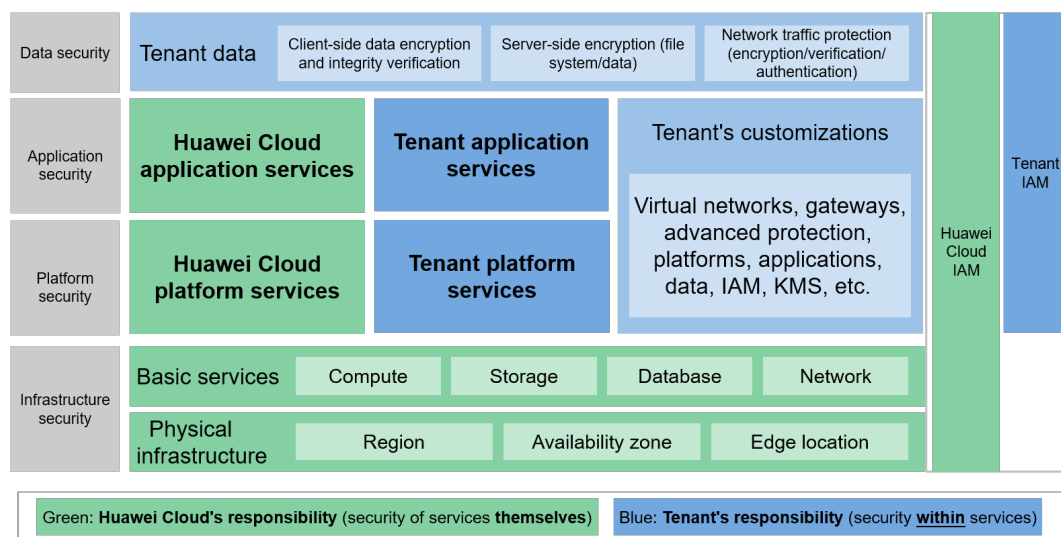 Data security
Tenant data
Client-side data encryption
and integrity verification
Server-side encryption (file
system/data)
Network traffic protection
(encryption/verification/
authentication)
Application
security
Huawei Cloud
application services
Tenant application
services
Tenant's customizations
Virtual networks, gateways,
advanced protection,
platforms, applications,
data, IAM, KMS, etc.
Platform
security
Huawei Cloud
platform services
Tenant platform
services
Huawei
Cloud
IAM
Tenant
IAM
Infrastructure
security
Basic services
Compute
Storage
Database
Network
Physical
infrastructure
Region
Availability zone
Edge location
Green: Huawei Cloud's responsibility (security of services themselves)
Blue: Tenant's responsibility (security within services)